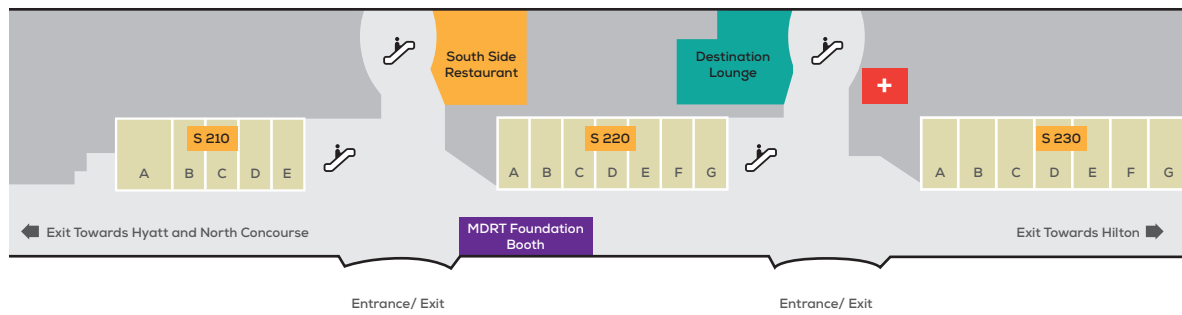 South Side
Restaurant
Destination
Lounge
S 210
A B C D E
S 220
A B C D E F G
S 230
A B C D E F G
Exit Towards Hyatt and North Concourse
MDRT Foundation
Booth
Exit Towards Hilton
Entrance/ Exit
Entrance/ Exit